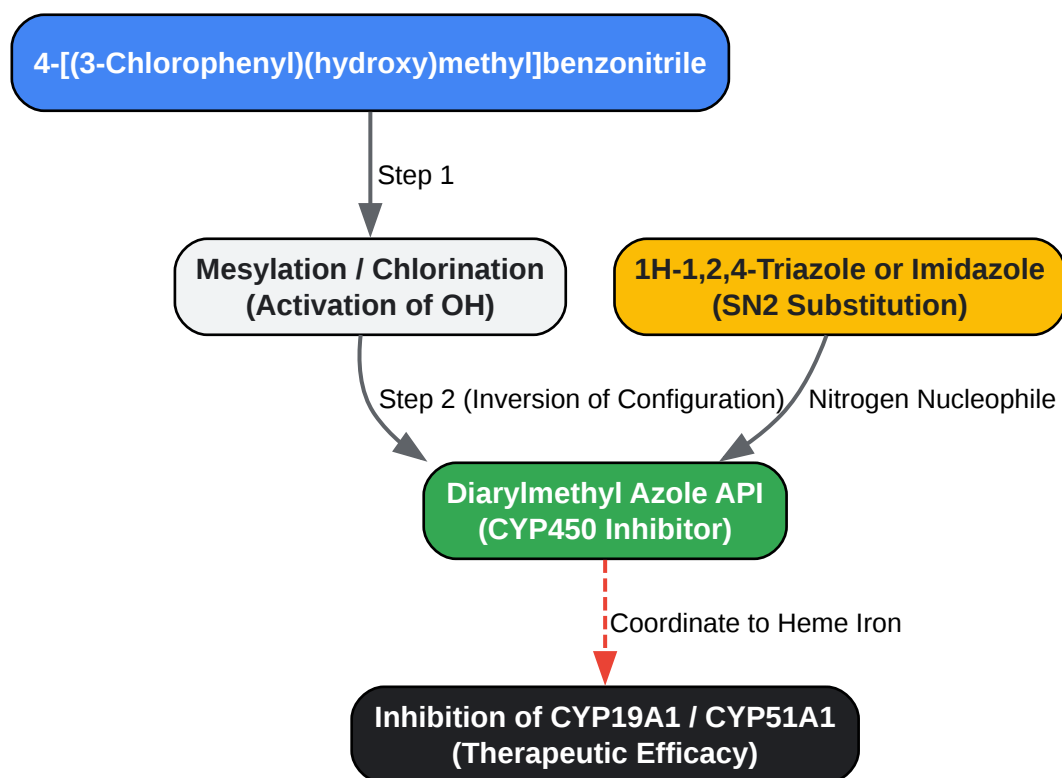 4-[(3-Chlorophenyl)(hydroxy)methyl]benzonitrile
Step 1
Mesylation / Chlorination
(Activation of OH)
1H-1,2,4-Triazole or Imidazole
(SN2 Substitution)
Step 2 (Inversion of Configuration)
Nitrogen Nucleophile
Diarylmethyl Azole API
(CYP450 Inhibitor)
Coordinate to Heme Iron
Inhibition of CYP19A1 / CYP51A1
(Therapeutic Efficacy)